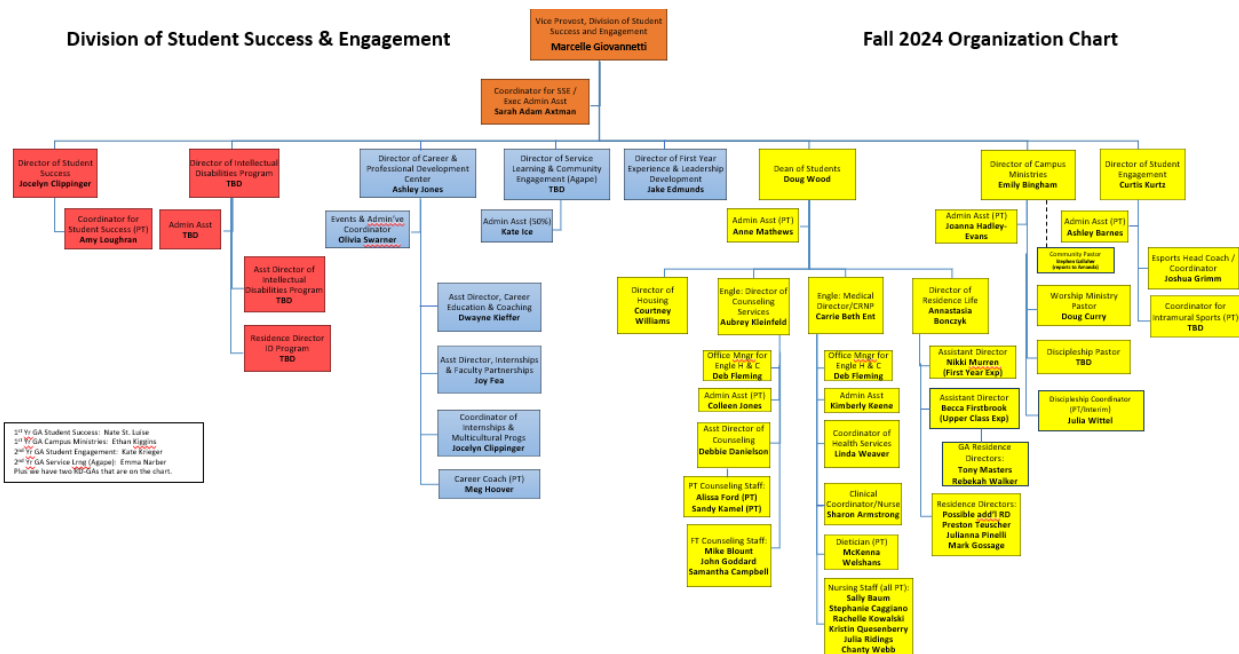 Division of Student Success & Engagement
Fall 2024 Organization Chart
Vice Provost, Division of Student
Success and Engagement
Marcelle Giovannetti
Coordinator for SSE /
Exec Admin Asst
Sarah Adam Axtman
Director of Student
Success
Jocelyn Clippinger
Coordinator for
Student Success (PT)
Amy Loughran
Director of Intellectual
Disabilities Program
TBD
Admin Asst
TBD
Asst Director of
Intellectual
Disabilities Program
TBD
Residence Director
ID Program
TBD
Director of Career &
Professional Development
Center
Ashley Jones
Events & Admin've
Coordinator
Olivia Swarner
Asst Director, Career
Education & Coaching
Dwayne Kieffer
Asst Director, Internships
& Faculty Partnerships
Joy Fea
Coordinator of
Internships &
Multicultural Progs
Jocelyn Clippinger
Career Coach (PT)
Meg Hoover
Director of Service
Learning & Community
Engagement (Agape)
TBD
Admin Asst (50%)
Kate Ice
Director of First Year
Experience & Leadership
Development
Jake Edmunds
Dean of Students
Doug Wood
Admin Asst (PT)
Anne Mathews
Director of
Housing
Courtney
Williams
Engle: Director of
Counseling
Services
Aubrey Kleinfeld
Office Mngr for
Engle H & C
Deb Fleming
Admin Asst (PT)
Colleen Jones
Asst Director of
Counseling
Debbie Danielson
PT Counseling Staff:
Alissa Ford (PT)
Sandy Kamel (PT)
FT Counseling Staff:
Mike Blount
John Goddard
Samantha Campbell
Engle: Medical
Director/CRNP
Carrie Beth Ent
Office Mngr for
Engle H & C
Deb Fleming
Admin Asst
Kimberly Keene
Coordinator of
Health Services
Linda Weaver
Clinical
Coordinator/Nurse
Sharon Armstrong
Dietician (PT)
McKenna
Welshans
Nursing Staff (all PT):
Sally Baum
Stephanie Caggiano
Rachelle Kowalski
Kristin Quesenberry
Julia Ridings
Chanty Webb
Director of
Residence Life
Annastasia
Bonczyk
Assistant Director
Nikki Murren
(First Year Exp)
Assistant Director
Becca Firstbrook
(Upper Class Exp)
GA Residence
Directors:
Tony Masters
Rebekah Walker
Residence Directors:
Possible add'l RD
Preston Teuscher
Julianna Pinelli
Mark Gossage
Director of Campus
Ministries
Emily Bingham
Admin Asst (PT)
Joanna Hadley-
Evans
Community Pastor
Stephen Gallaher
(reports to Amanda)
Worship Ministry
Pastor
Doug Curry
Discipleship Pastor
TBD
Discipleship Coordinator
(PT/Interim)
Julia Wittel
Director of Student
Engagement
Curtis Kurtz
Admin Asst (PT)
Ashley Barnes
Esports Head Coach /
Coordinator
Joshua Grimm
Coordinator for
Intramural Sports (PT)
TBD
1st Yr GA Student Success: Nate St. Luise
1st Yr GA Campus Ministries: Ethan Kiggins
2nd Yr GA Student Engagement: Kate Krieger
2nd Yr GA Service Lrng (Agape): Emma Narber
Plus we have two RD-GAs that are on the chart.